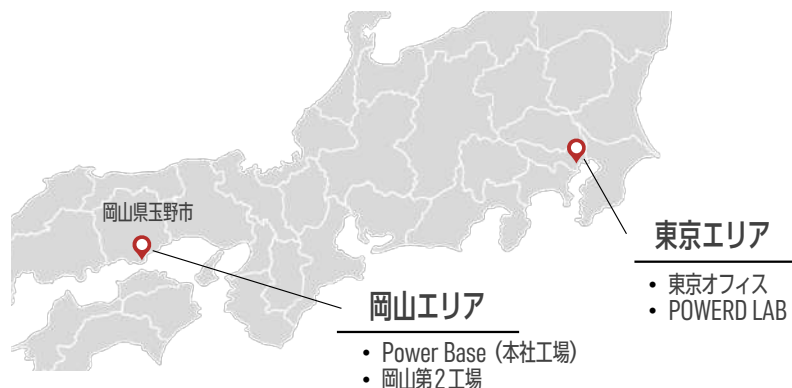 岡山県玉野市
東京エリア
• 東京オフィス
• POWERD LAB
岡山エリア
• Power Base（本社工場）
• 岡山第2工場